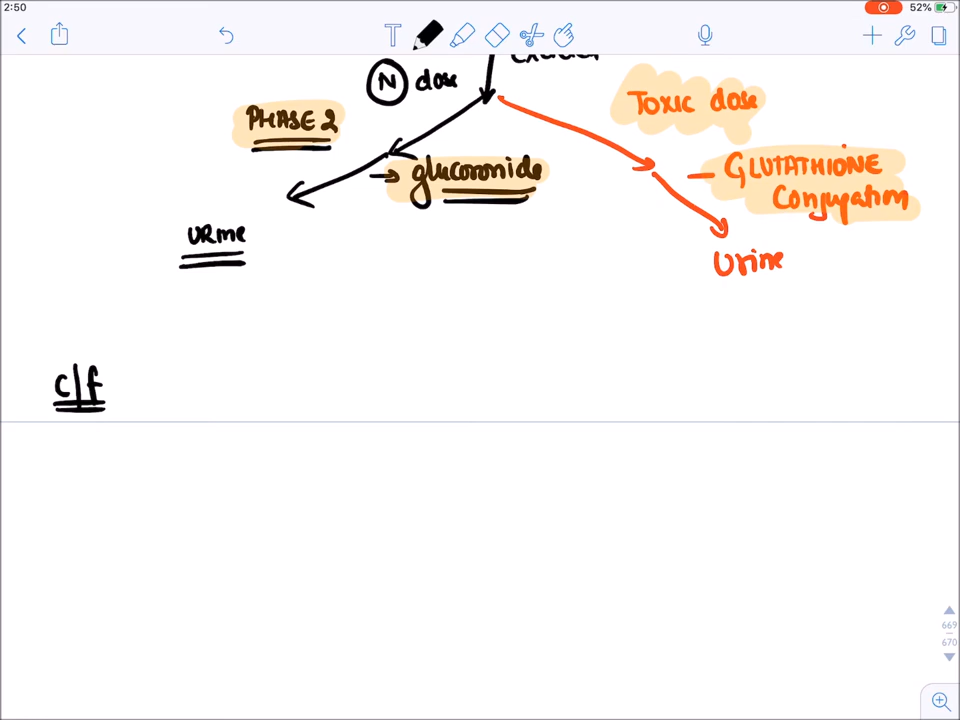 2:50
52%
T
N dose
Toxic dose
PHASE 2
→ glucoronide
– GLUTATHIONE
Conjugation
URine
Urine
c/f
669
670